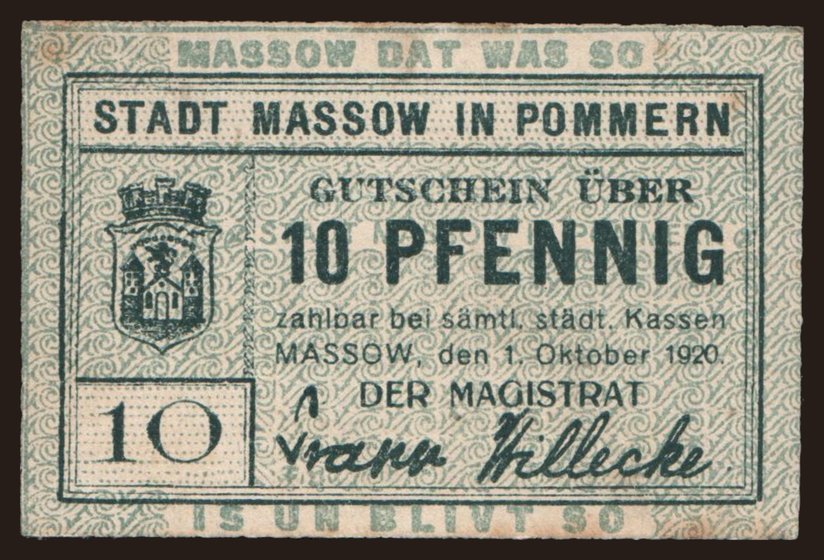 MASSOW DAT WAS SO
STADT MASSOW IN POMMERN
GUTSCHEIN ÜBER
10 PFENNIG
zahlbar bei sämtl. städt. Kassen
MASSOW, den 1. Oktober 1920.
DER MAGISTRAT
10
Willecke.
IS UN BLIVT SO